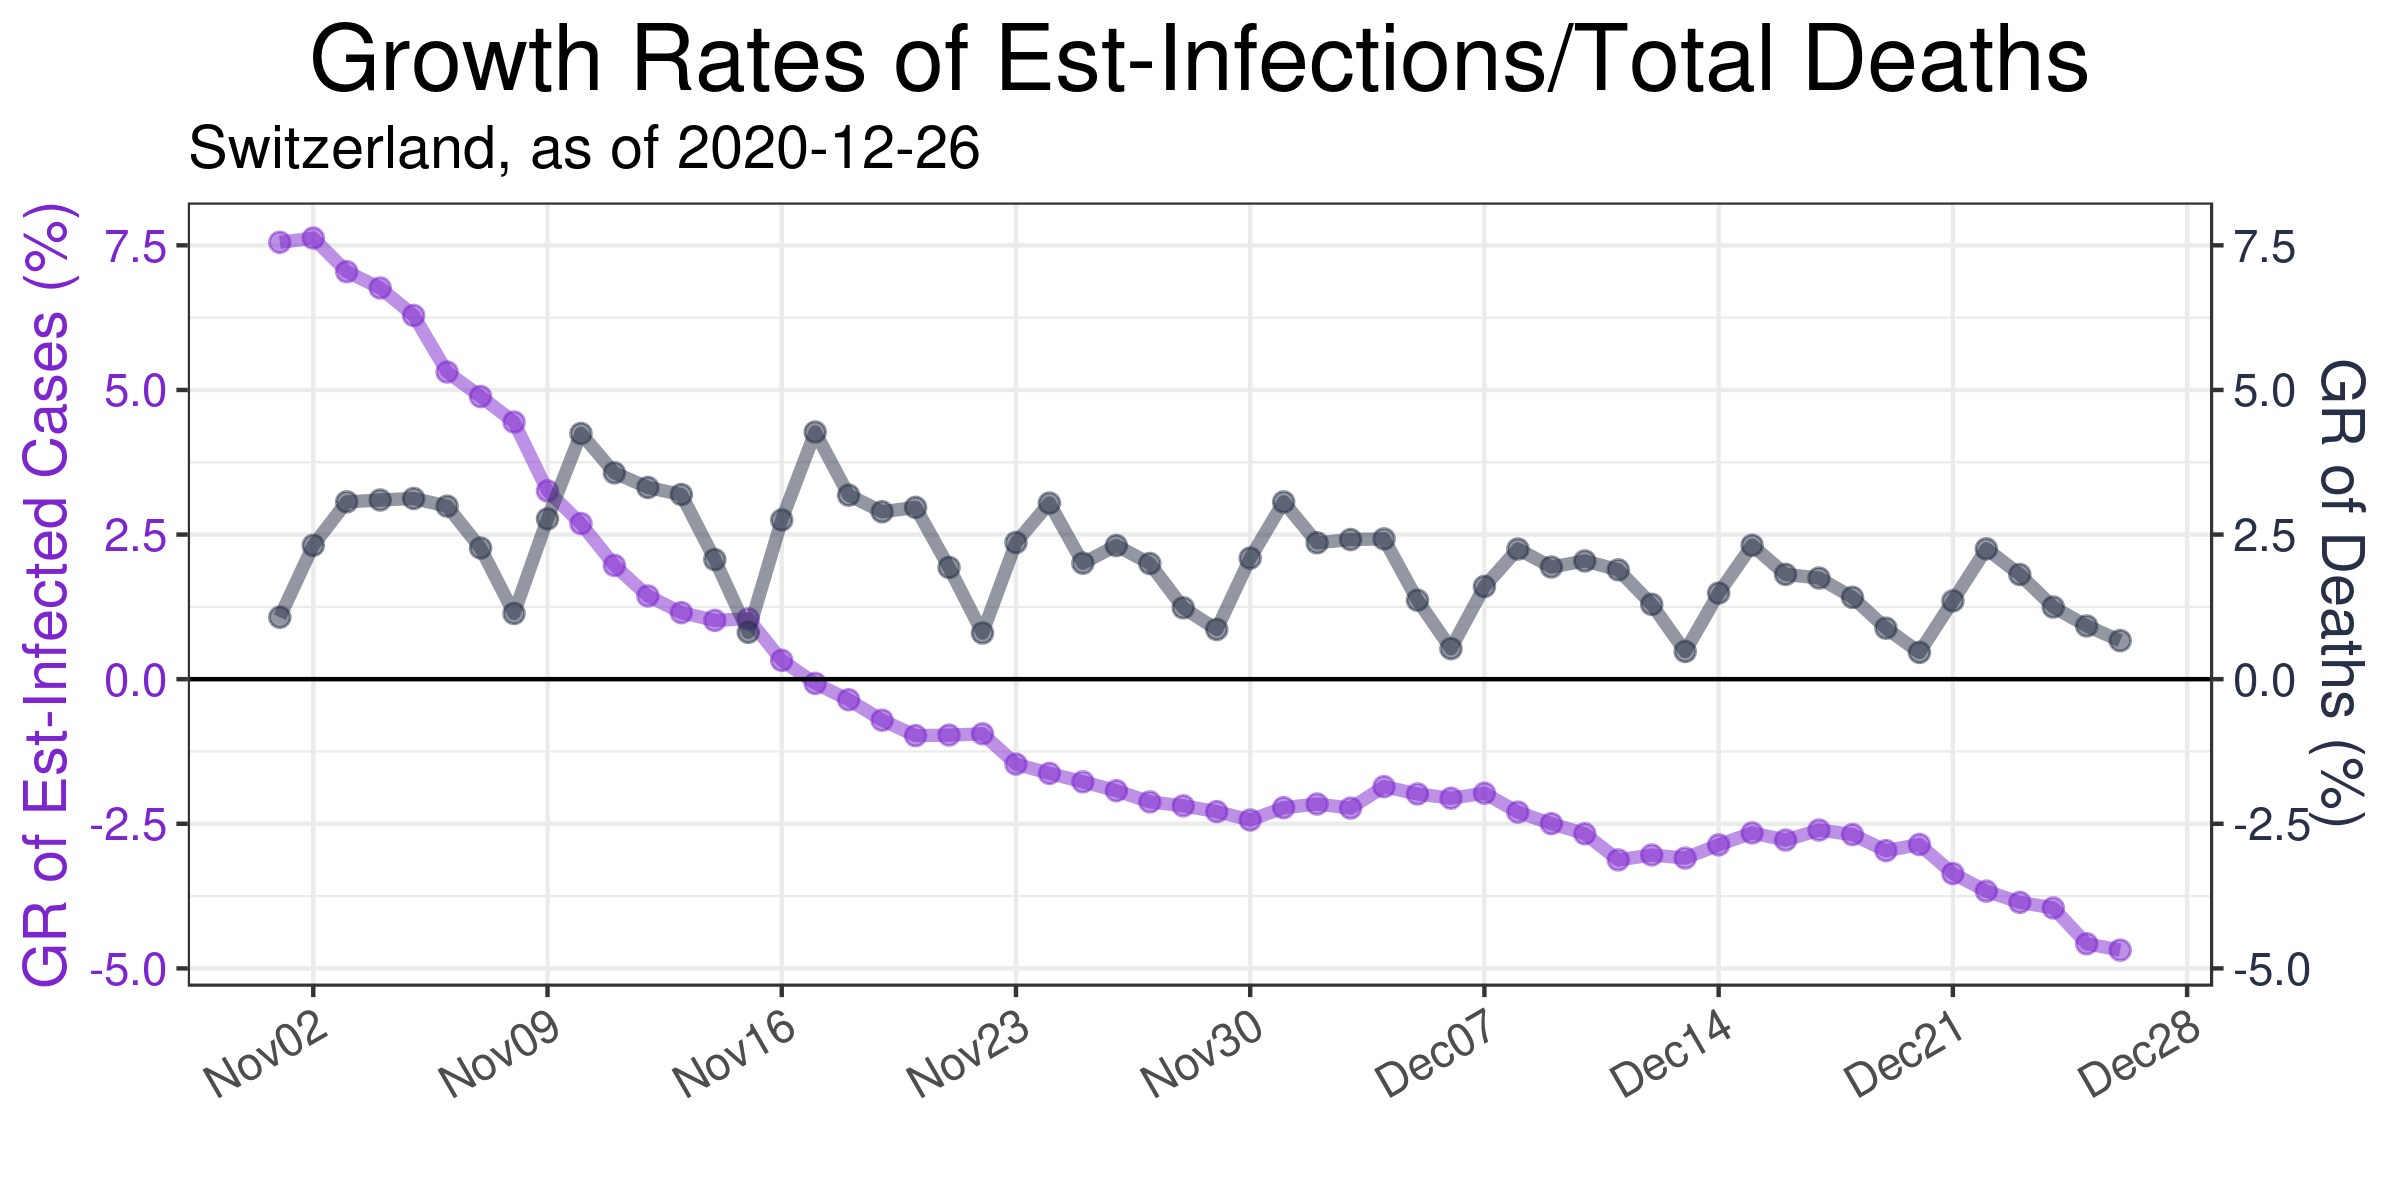 Growth Rates of Est-Infections/Total Deaths
Switzerland, as of 2020-12-26
GR of Est-Infected Cases (%)
7.5
5.0
2.5
0.0
-2.5
-5.0
7.5
5.0
2.5
0.0
-2.5
-5.0
GR of Deaths (%)
Nov02 Nov09 Nov16 Nov23 Nov30 Dec07 Dec14 Dec21 Dec28